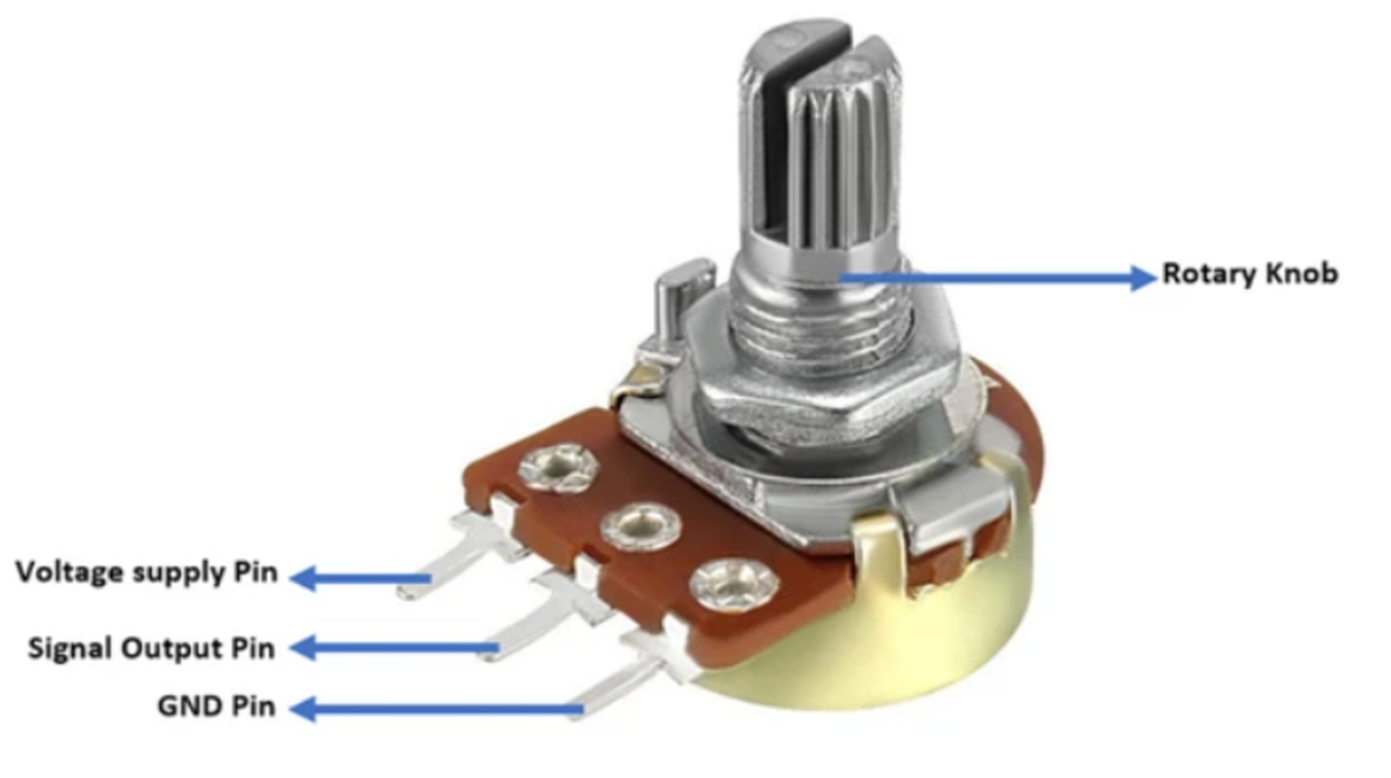 Rotary Knob
Voltage supply Pin
Signal Output Pin
GND Pin